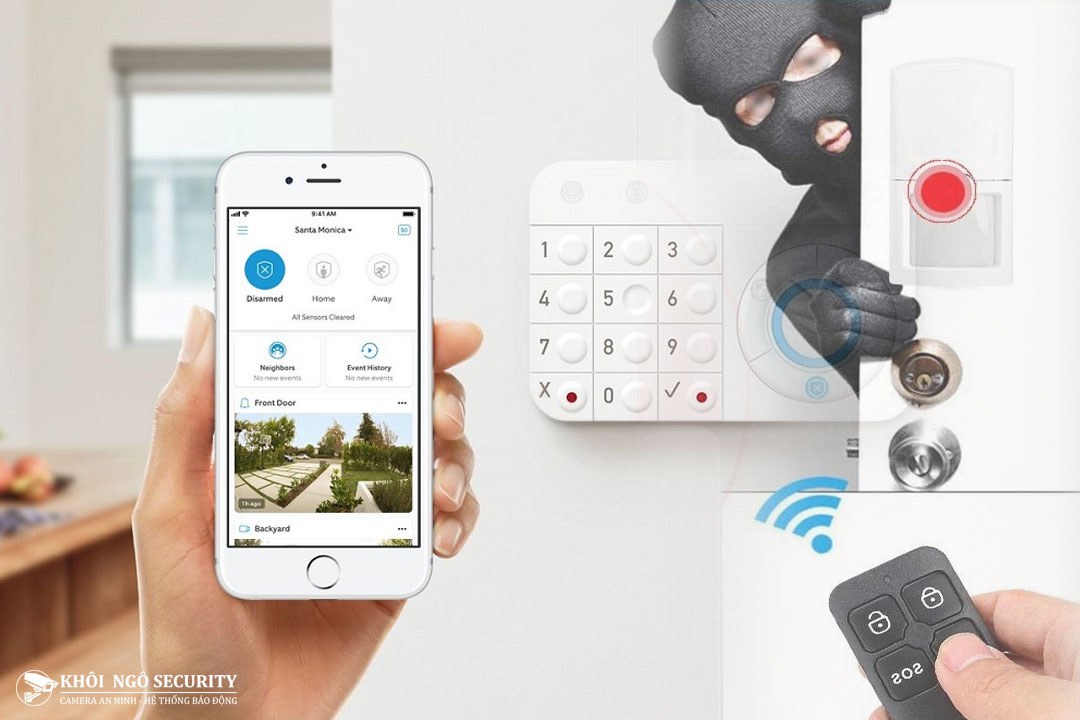 9:41 AM
Santa Monica
Disarmed
Home
Away
All Sensors Cleared
Neighbors
No new events
Event History
No new events
Front Door
1h ago
Backyard
1 2 3
4 5 6
7 8 9
X 0
SOS
KHÔI NGÔ SECURITY
CAMERA AN NINH - HỆ THỐNG BÁO ĐỘNG